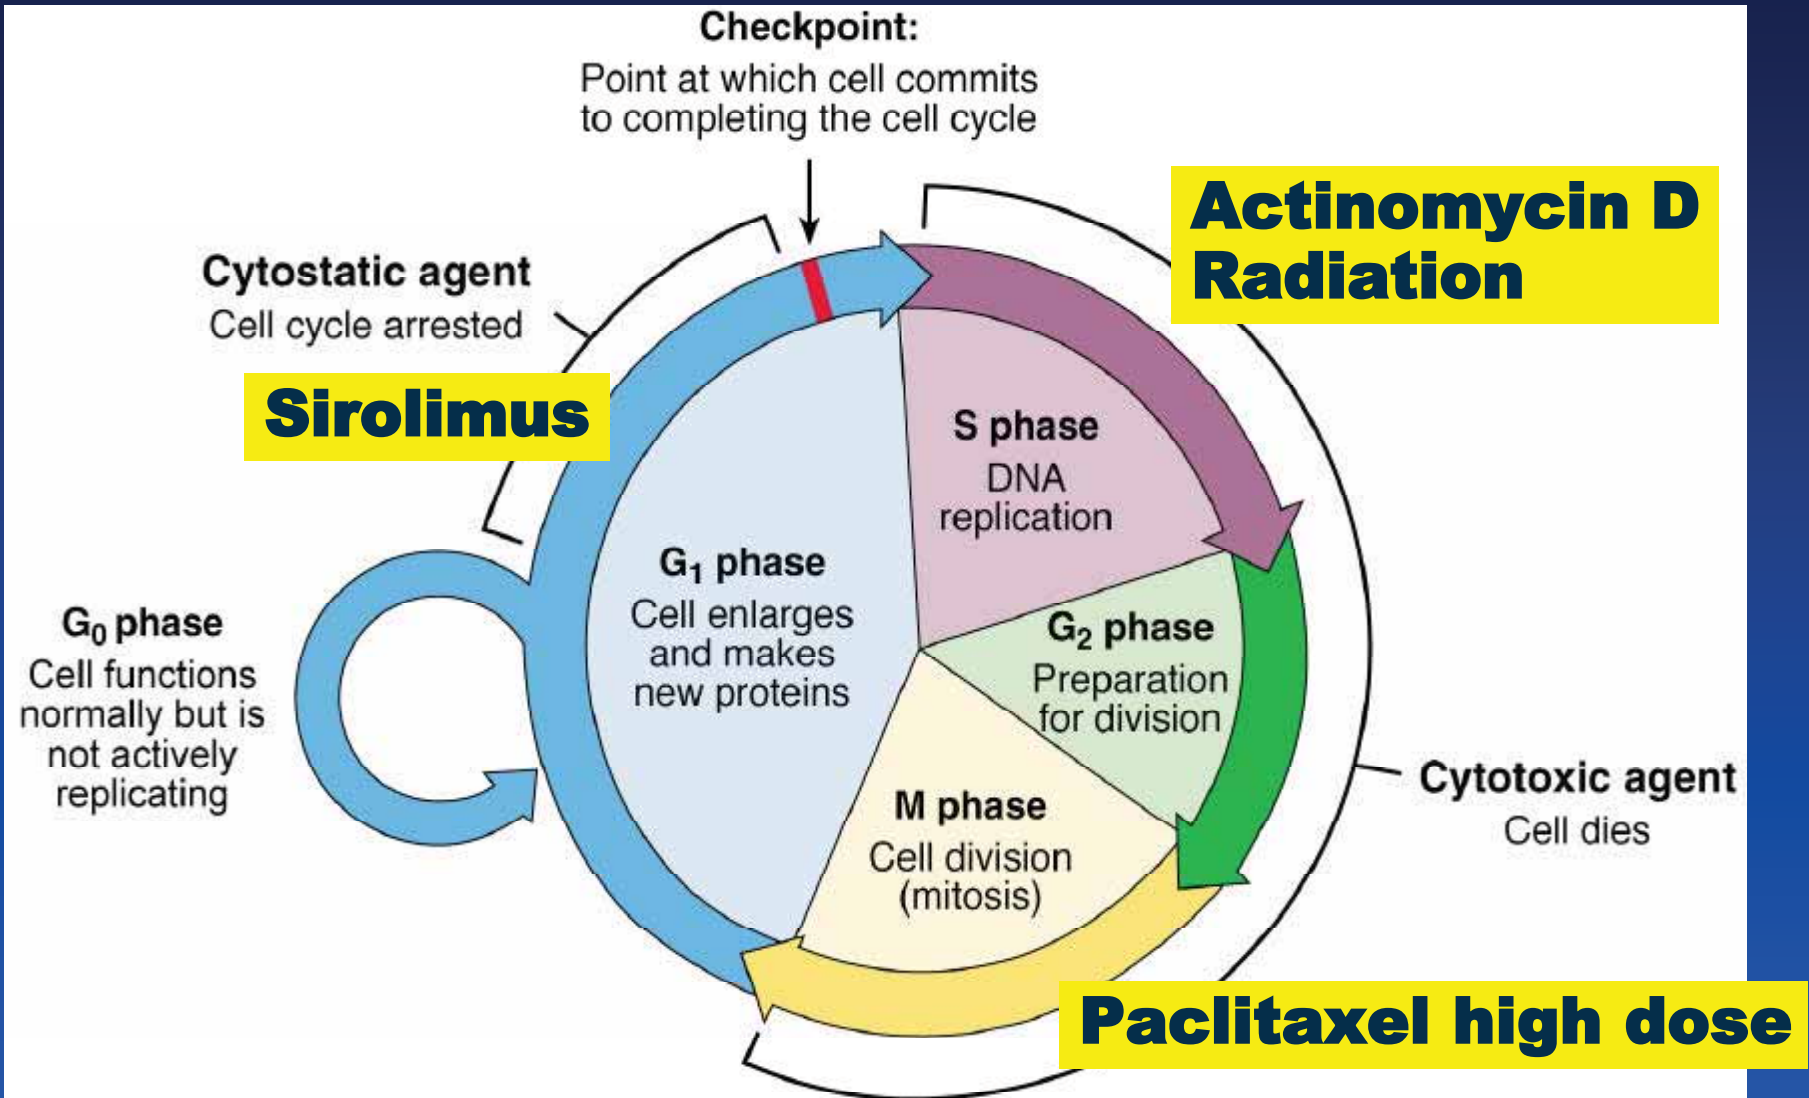 Checkpoint:
Point at which cell commits
to completing the cell cycle
Actinomycin D
Radiation
Cytostatic agent
Cell cycle arrested
Sirolimus
S phase
DNA
replication
G₁ phase
Cell enlarges
and makes
new proteins
G₀ phase
Cell functions
normally but is
not actively
replicating
G₂ phase
Preparation
for division
M phase
Cell division
(mitosis)
Cytotoxic agent
Cell dies
Paclitaxel high dose